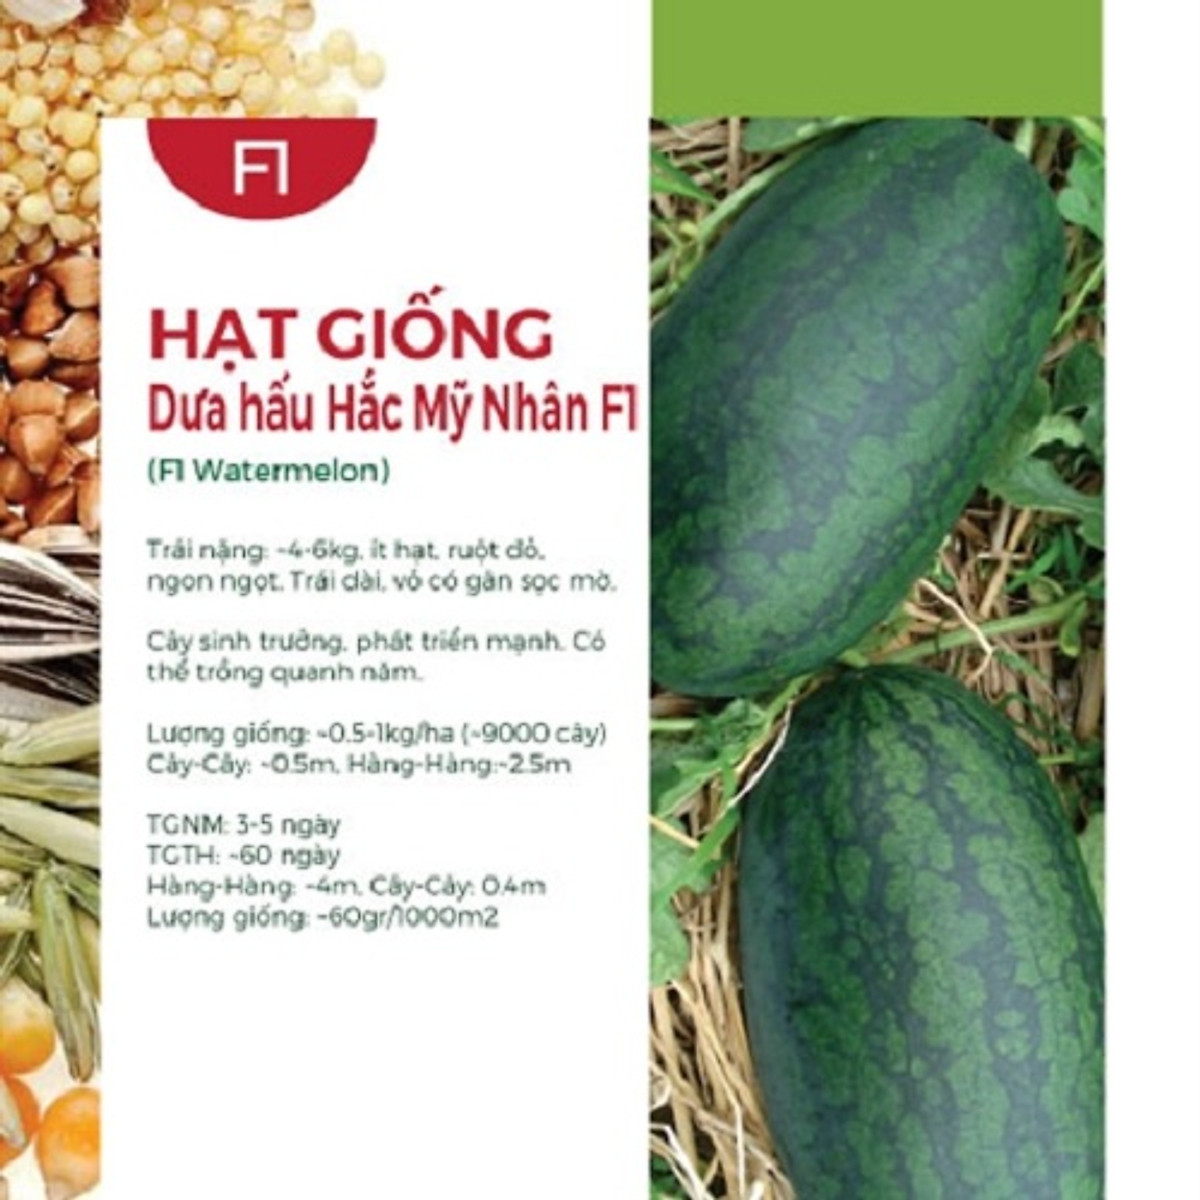 F1
HẠT GIỐNG
Dưa hấu Hắc Mỹ Nhân F1
(F1 Watermelon)
Trái nặng: ~4-6kg, ít hạt, ruột đỏ,
ngon ngọt. Trái dài, vỏ có gân sọc mờ.
Cây sinh trưởng, phát triển mạnh. Có
thể trồng quanh năm.
Lượng giống: ~0.5-1kg/ha (~9000 cây)
Cây-Cây: ~0.5m, Hàng-Hàng:~2.5m
TGNM: 3-5 ngày
TGTH: ~60 ngày
Hàng-Hàng: ~4m, Cây-Cây: 0.4m
Lượng giống: ~60gr/1000m2